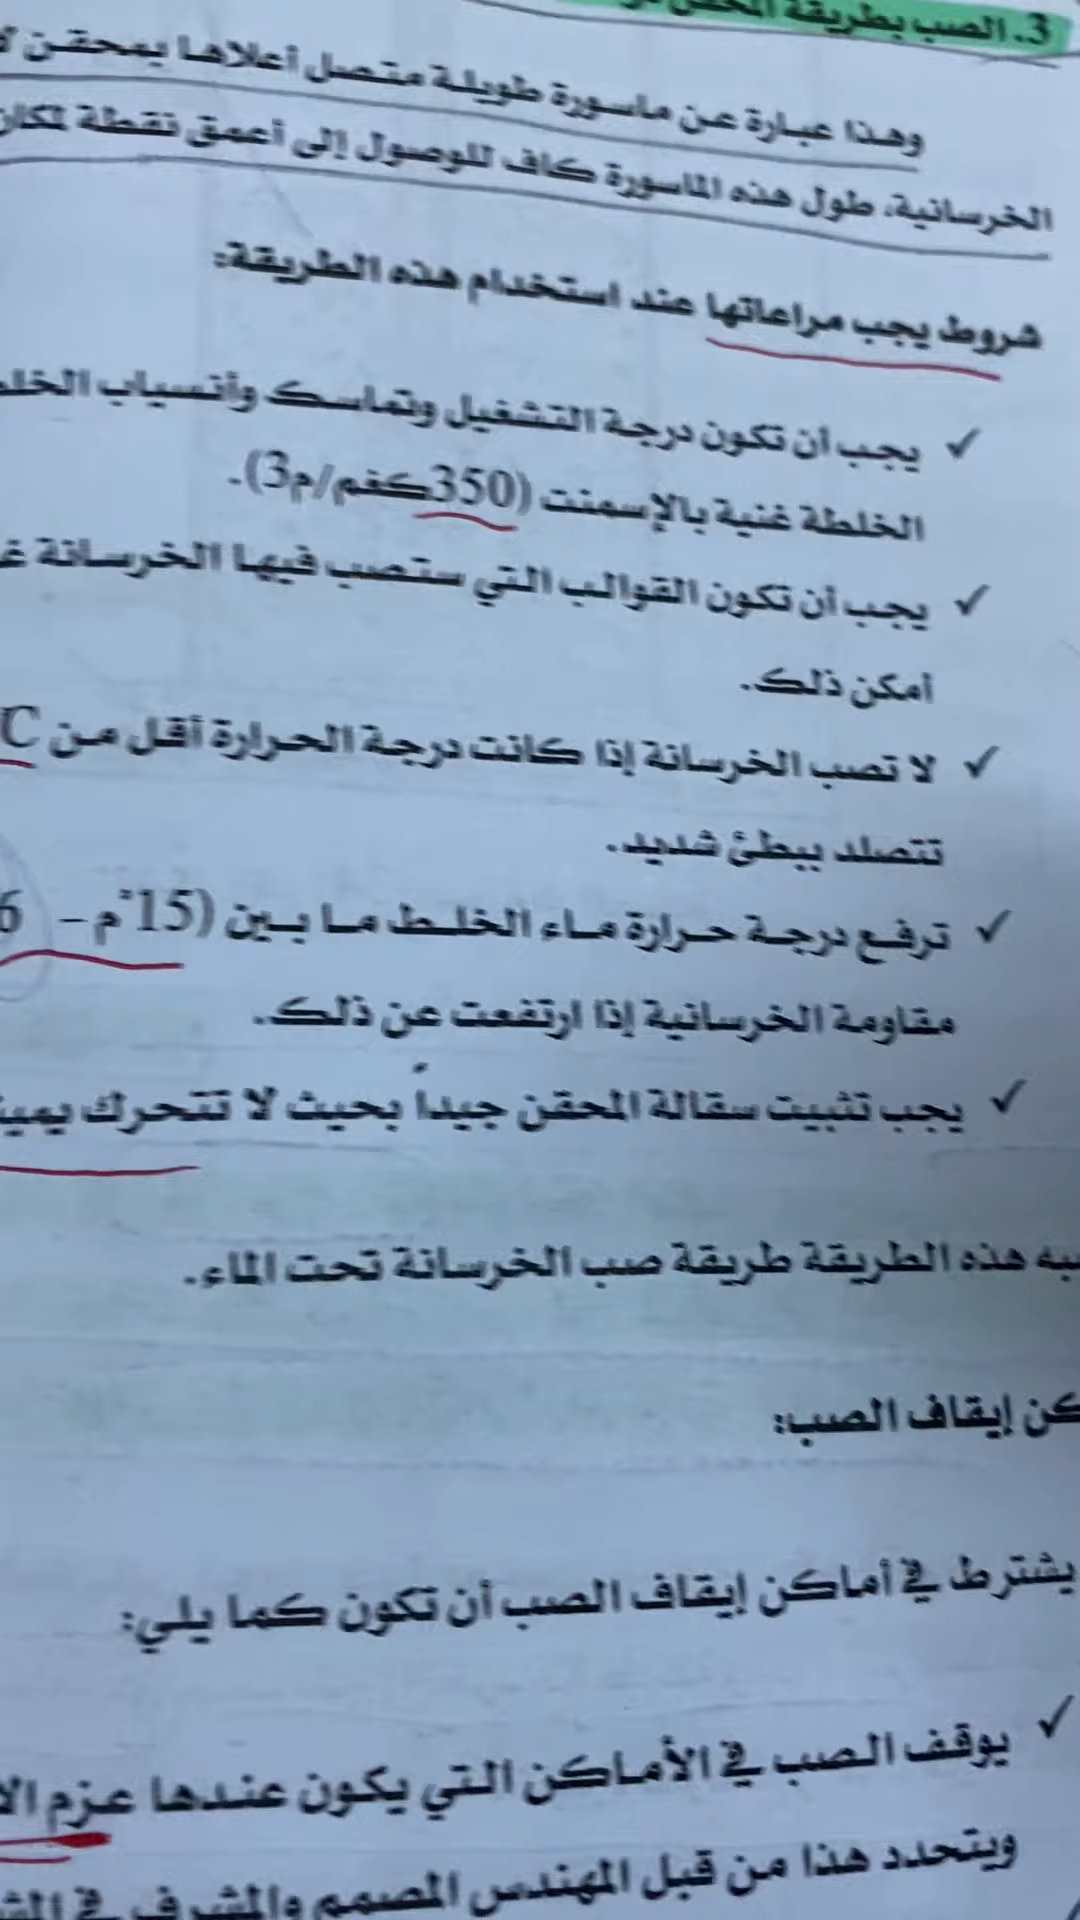 3. الصب بطريقة المحقن
وهذا عبارة عن ماسورة طويلة متصل أعلاها بمحقن
الخرسانية، طول هذه الماسورة كاف للوصول إلى أعمق نقطة لمكان
شروط يجب مراعاتها عند استخدام هذه الطريقة:
✓ يجب أن تكون درجة التشغيل وتماسك وأنسياب
الخلطة غنية بالإسمنت (350كغم/م3).
✓ يجب أن تكون القوالب التي ستصب فيها الخرسانة
أمكن ذلك.
✓ لا تصب الخرسانة إذا كانت درجة الحرارة أقل من C
تتصلد ببطئ شديد.
✓ ترفع درجة حرارة ماء الخلط ما بين (15°م –
مقاومة الخرسانية إذا ارتفعت عن ذلك.
✓ يجب تثبيت سقالة المحقن جيداً بحيث لا تتحرك
هذه الطريقة طريقة صب الخرسانة تحت الماء.
إيقاف الصب:
يشترط في أماكن إيقاف الصب أن تكون كما يلي:
✓ يوقف الصب في الأماكن التي يكون عندها عزم
ويتحدد هذا من قبل المهندس المصمم والمشرف في